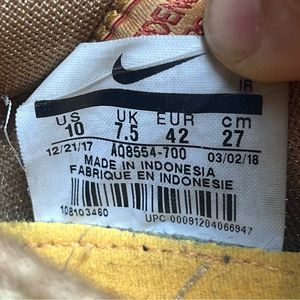 IR
US UK EUR cm
10 7.5 42 27
12/21/17 AQ8554-700 03/02/18
MADE IN INDONESIA
FABRIQUE EN INDONESIE
108103460
UPC 00091204066947